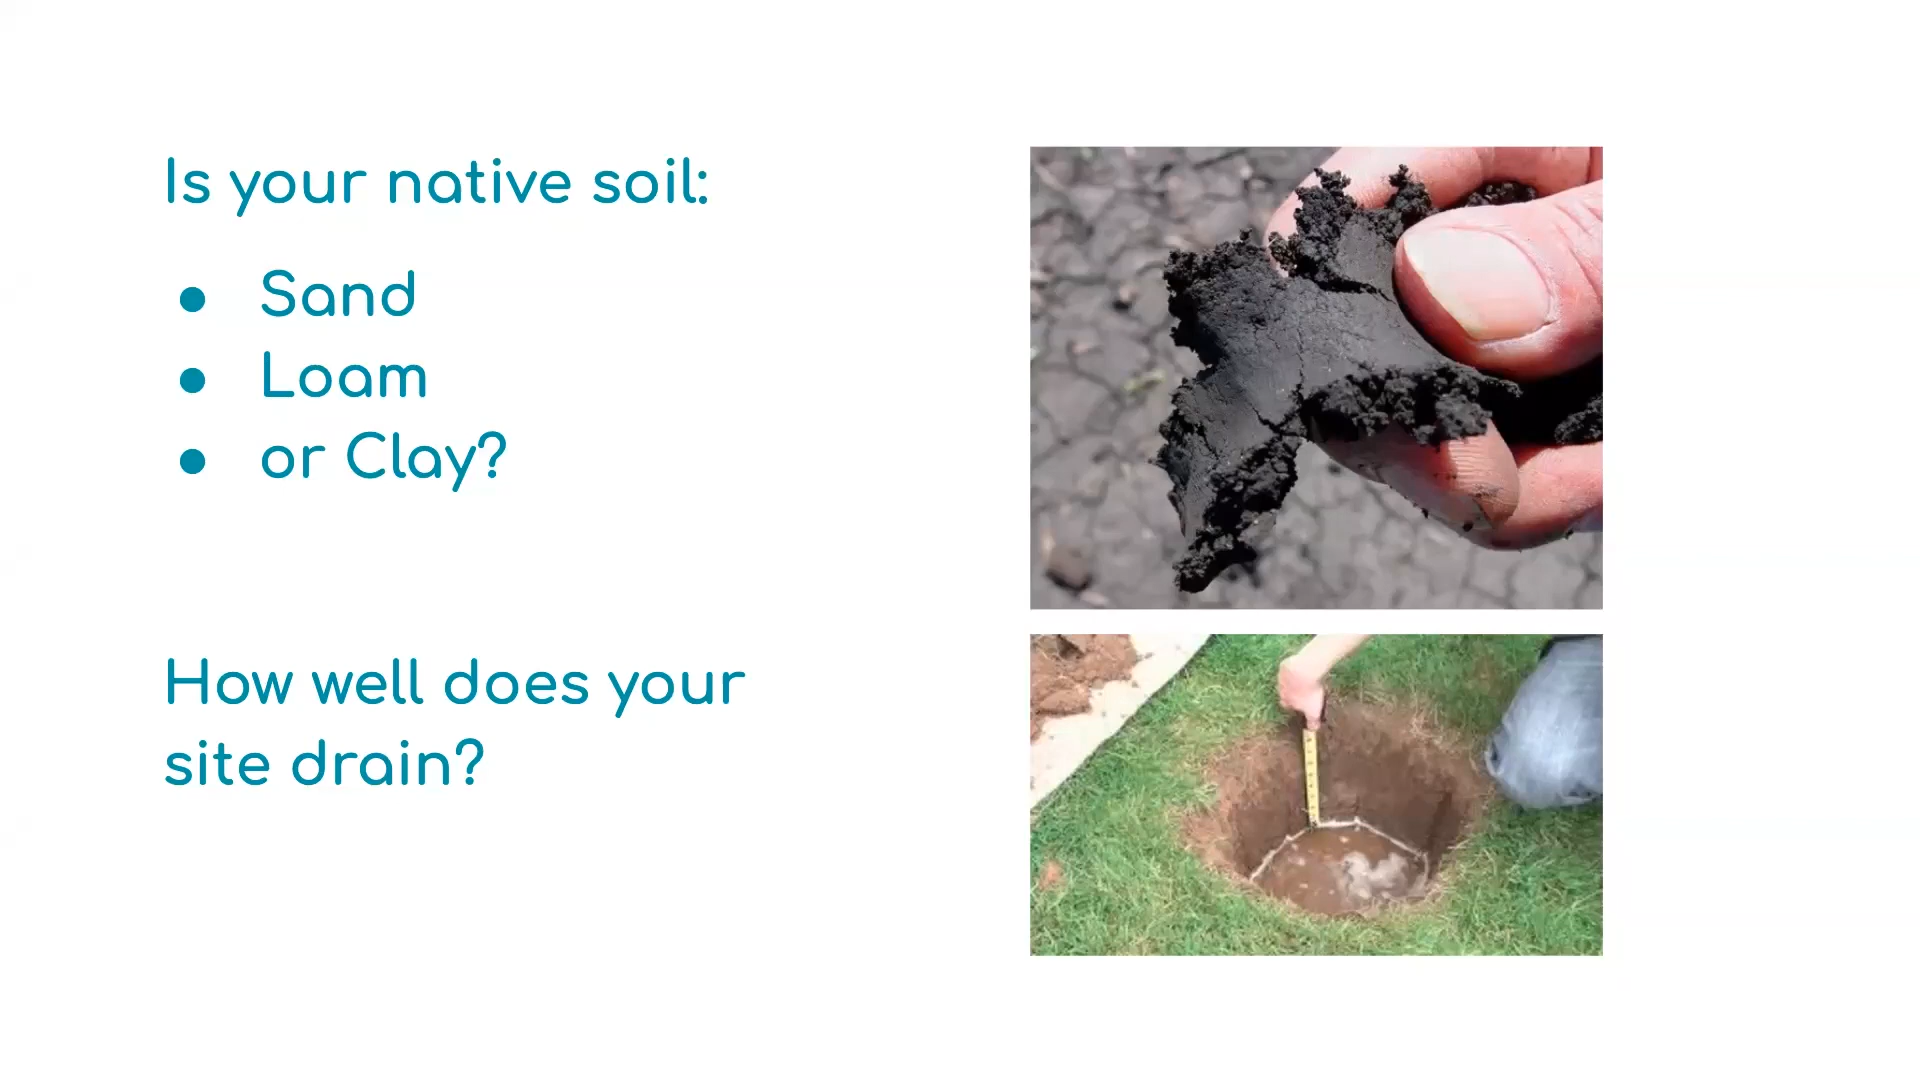 Is your native soil:
● Sand
● Loam
● or Clay?
How well does your
site drain?